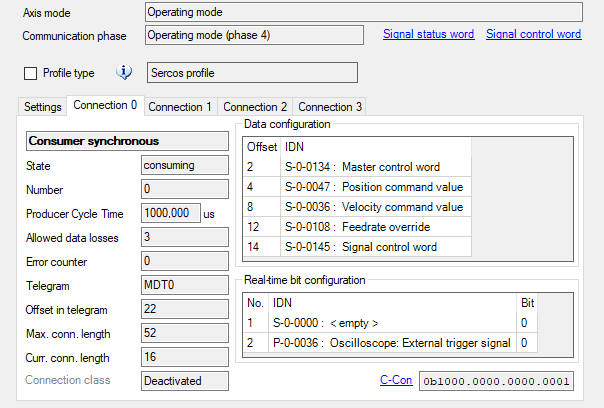 Axis mode Operating mode
Communication phase Operating mode (phase 4) Signal status word Signal control word
Profile type Sercos profile
Settings Connection 0 Connection 1 Connection 2 Connection 3
Consumer synchronous
State consuming
Number 0
Producer Cycle Time 1000,000 us
Allowed data losses 3
Error counter 0
Telegram MDT0
Offset in telegram 22
Max. conn. length 52
Curr. conn. length 16
Connection class Deactivated
Data configuration
Offset IDN
2 S-0-0134 : Master control word
4 S-0-0047 : Position command value
8 S-0-0036 : Velocity command value
12 S-0-0108 : Feedrate override
14 S-0-0145 : Signal control word
Real-time bit configuration
No. IDN Bit
1 S-0-0000 : < empty > 0
2 P-0-0036 : Oscilloscope: External trigger signal 0
C-Con 0b1000.0000.0000.0001